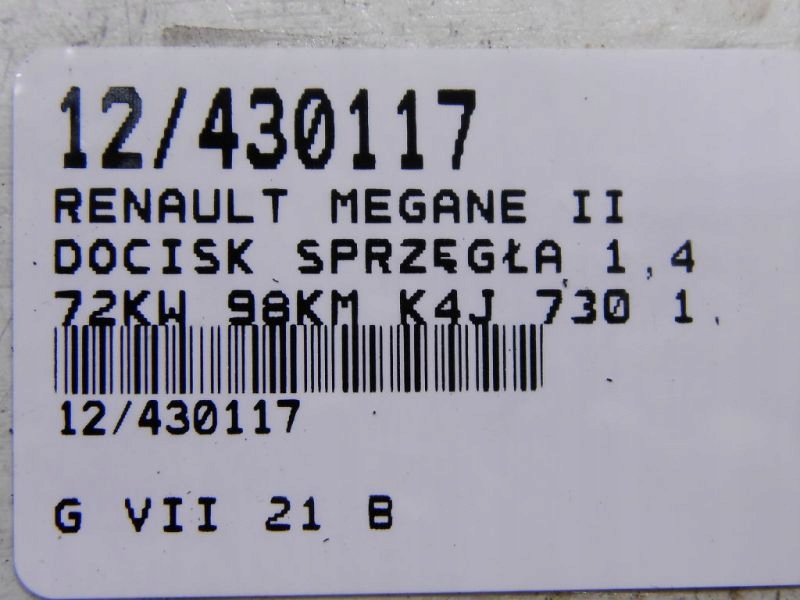 12/430117
RENAULT MEGANE II
DOCISK SPRZĘGŁA 1,4
72KW 98KM K4J 730 1.
12/430117
G VII 21 B